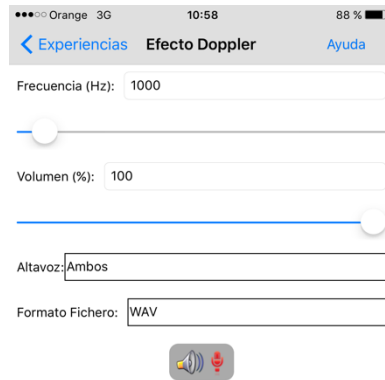 Orange 3G 10:58 88 %
Experiencias Efecto Doppler Ayuda
Frecuencia (Hz): 1000
Volumen (%): 100
Altavoz: Ambos
Formato Fichero: WAV